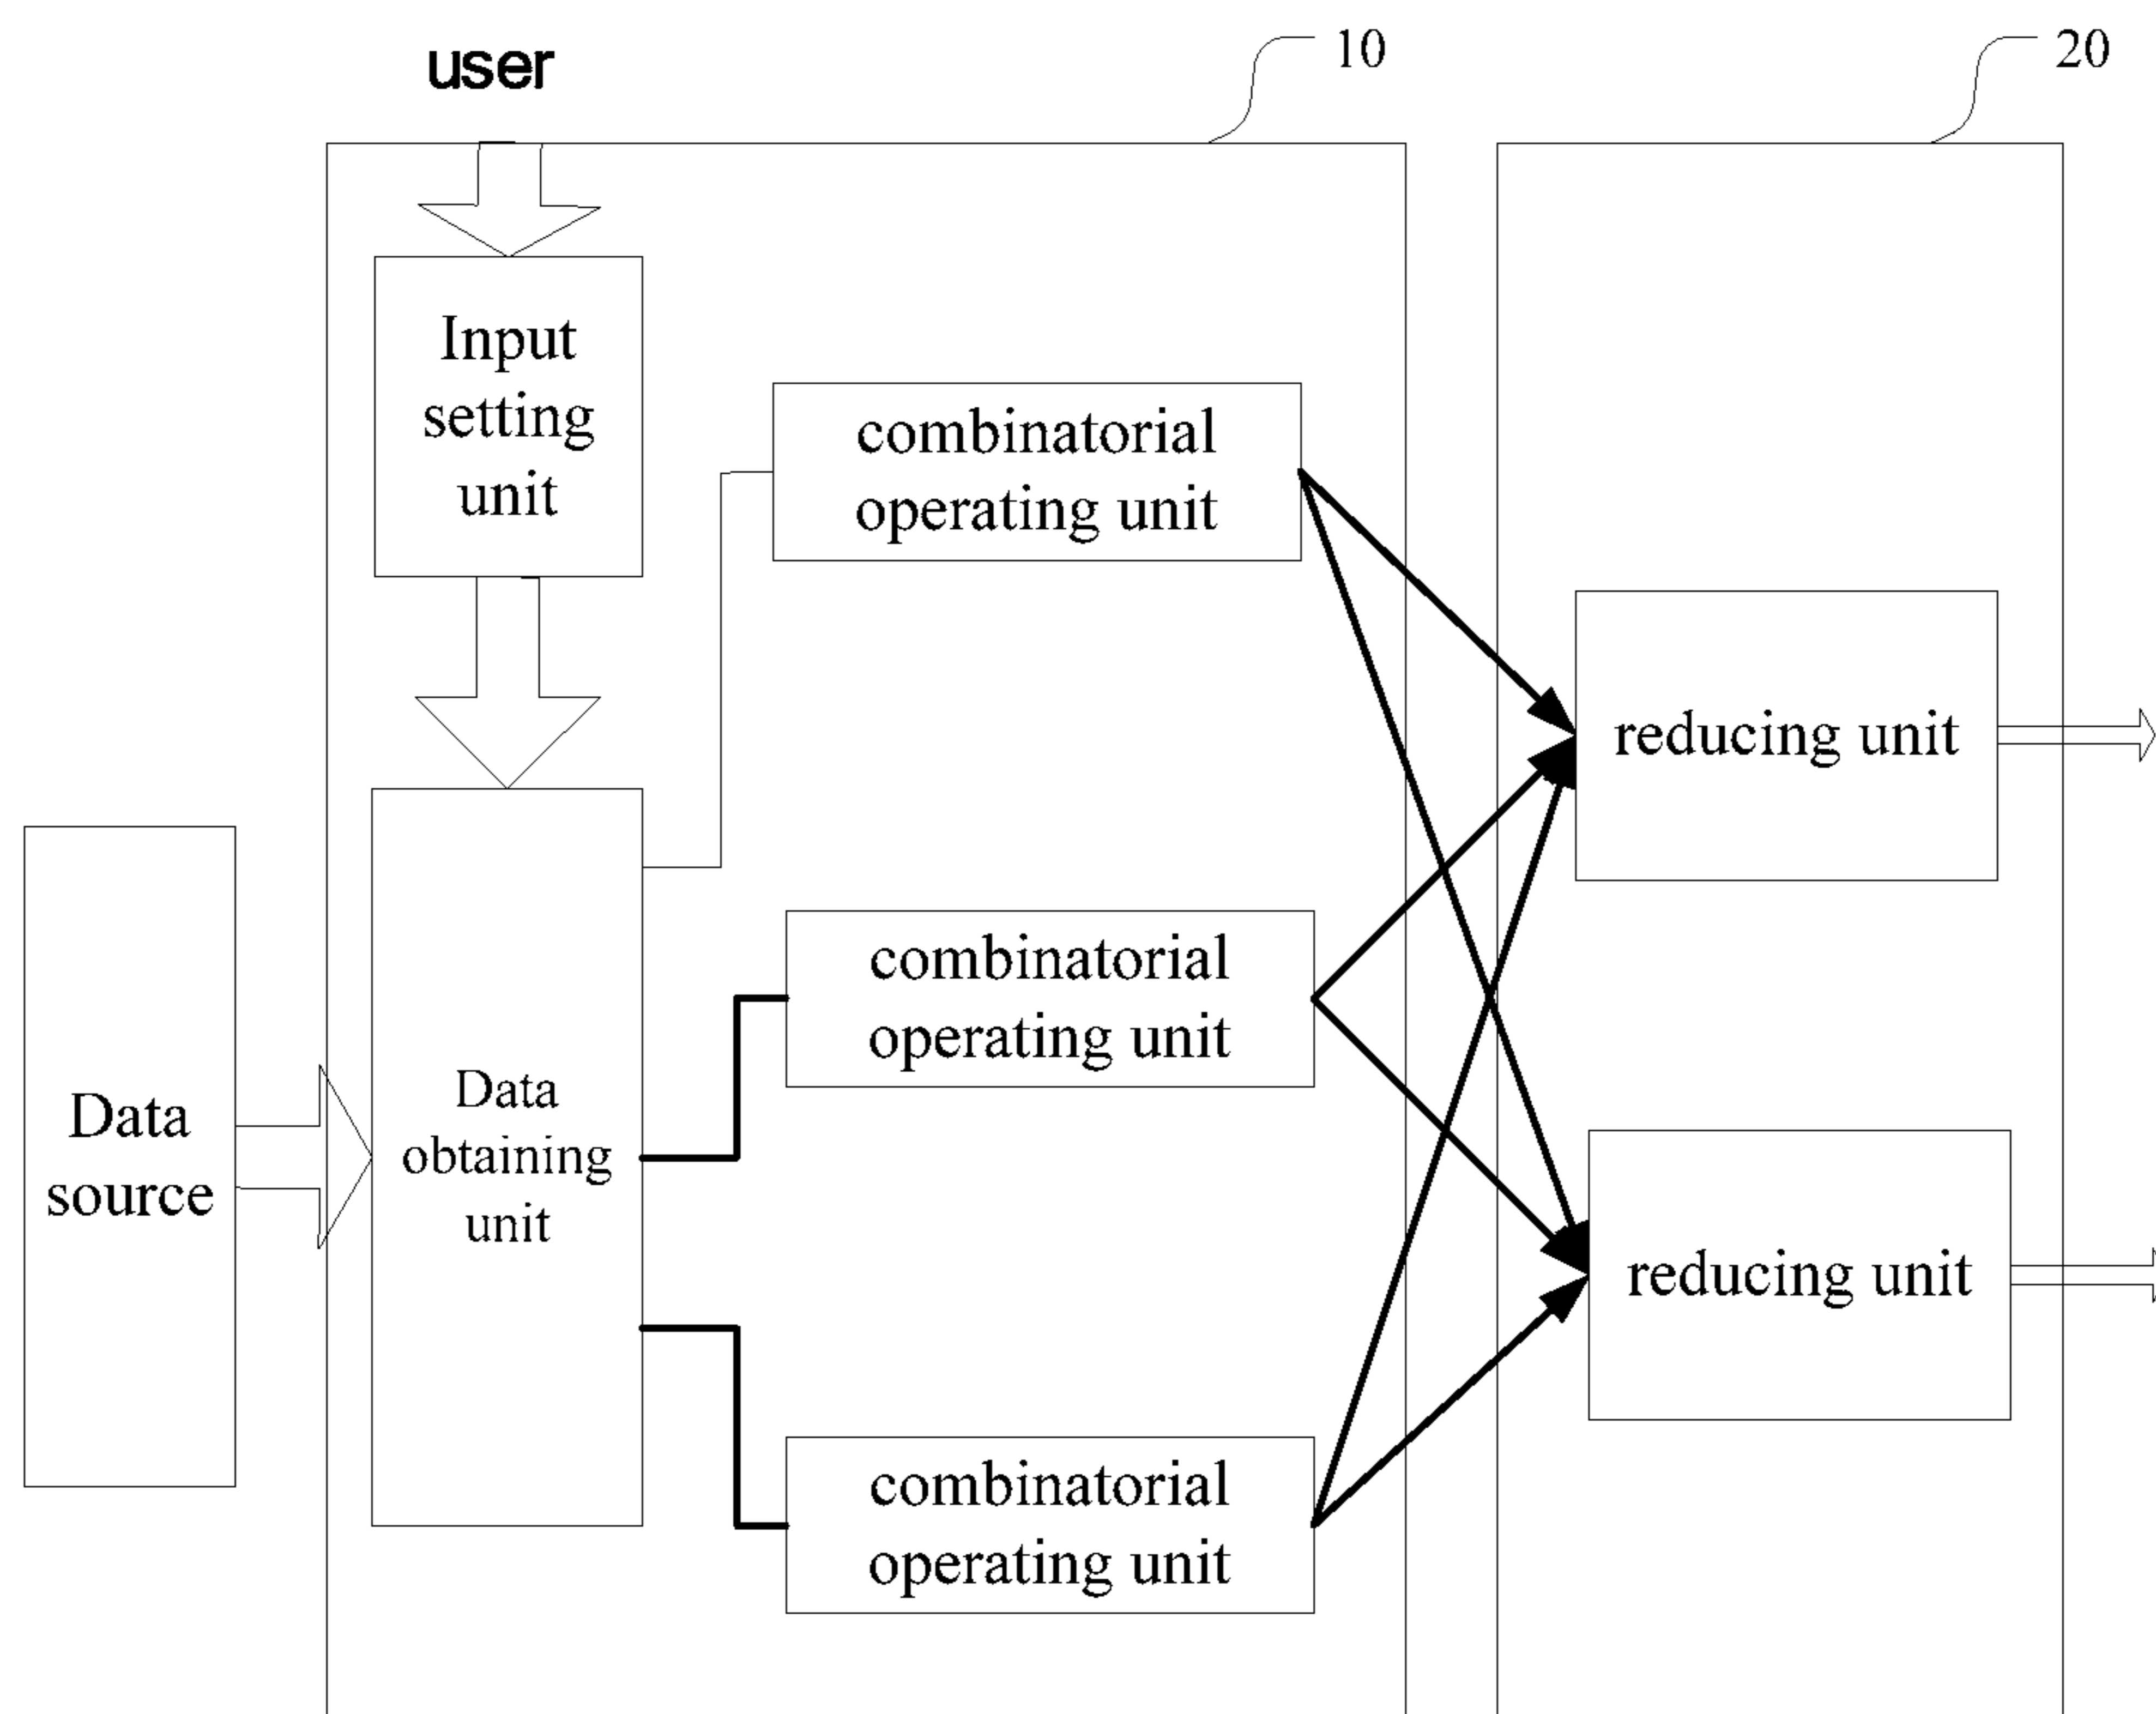 user
10
20
Input
setting
unit
combinatorial
operating unit
reducing unit
Data
source
Data
obtaining
unit
combinatorial
operating unit
reducing unit
combinatorial
operating unit